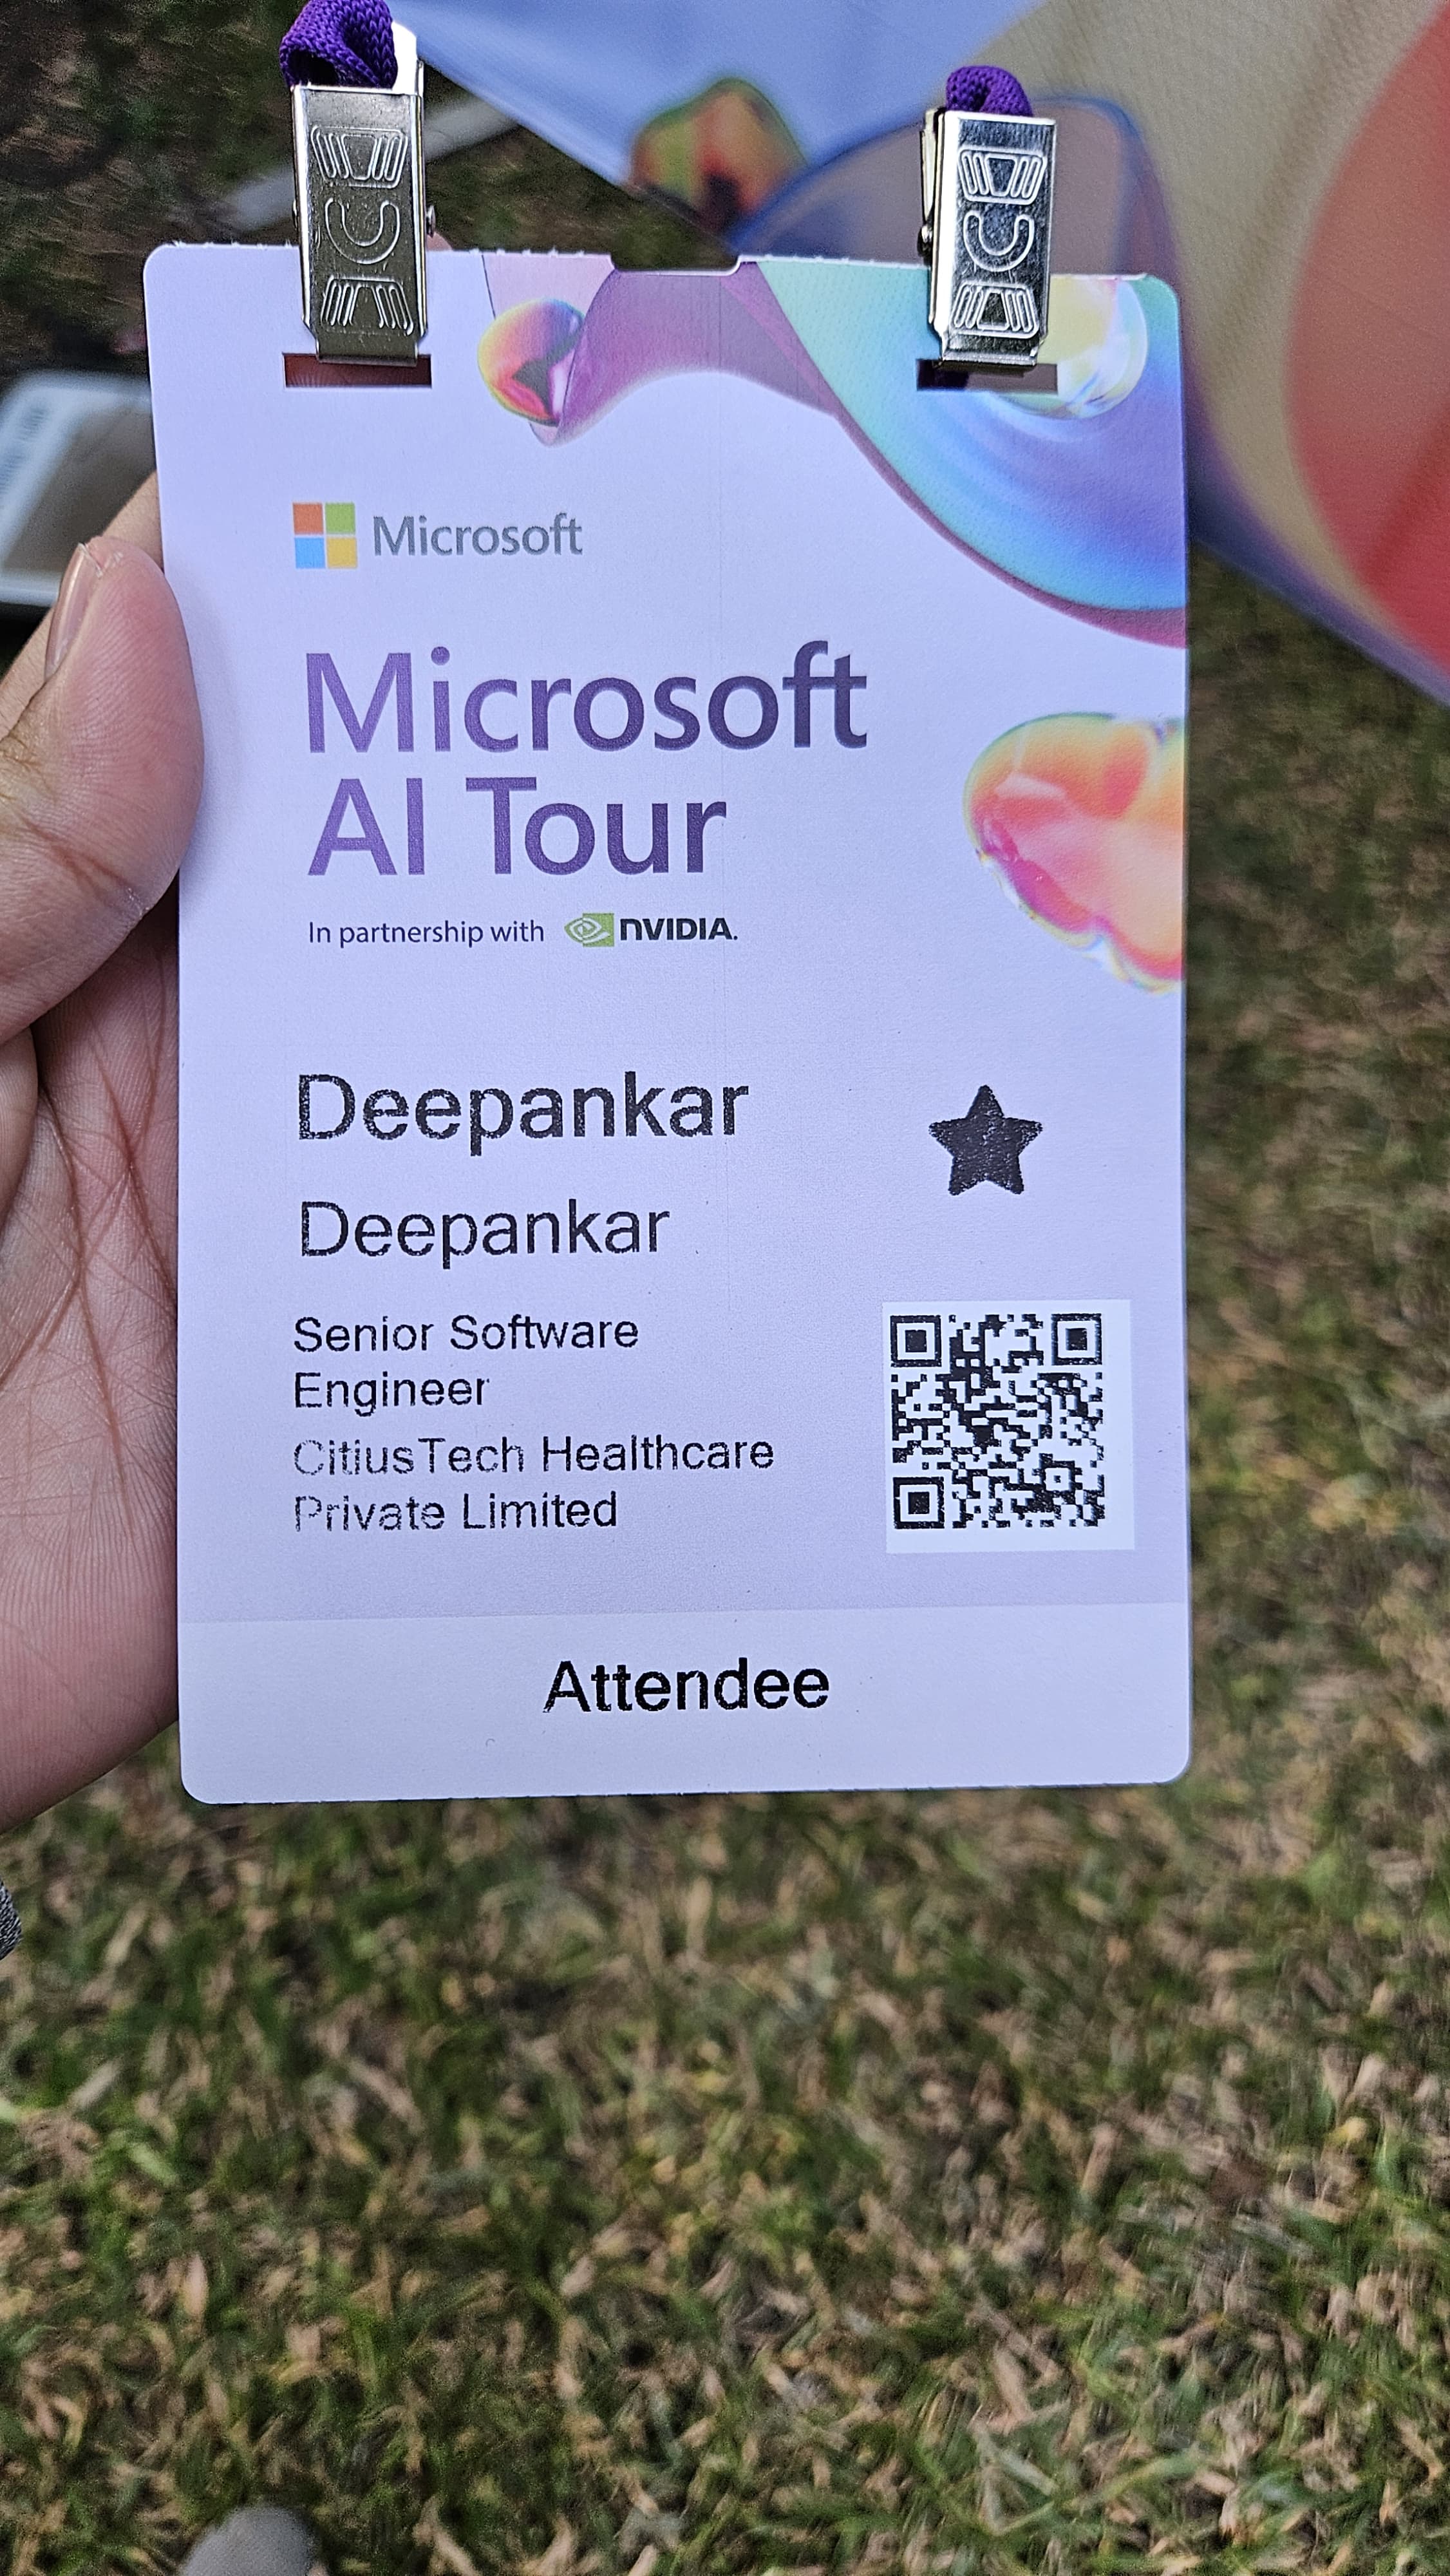 Microsoft
Microsoft
AI Tour
In partnership with NVIDIA.
Deepankar
Deepankar
Senior Software
Engineer
CitiusTech Healthcare
Private Limited
Attendee